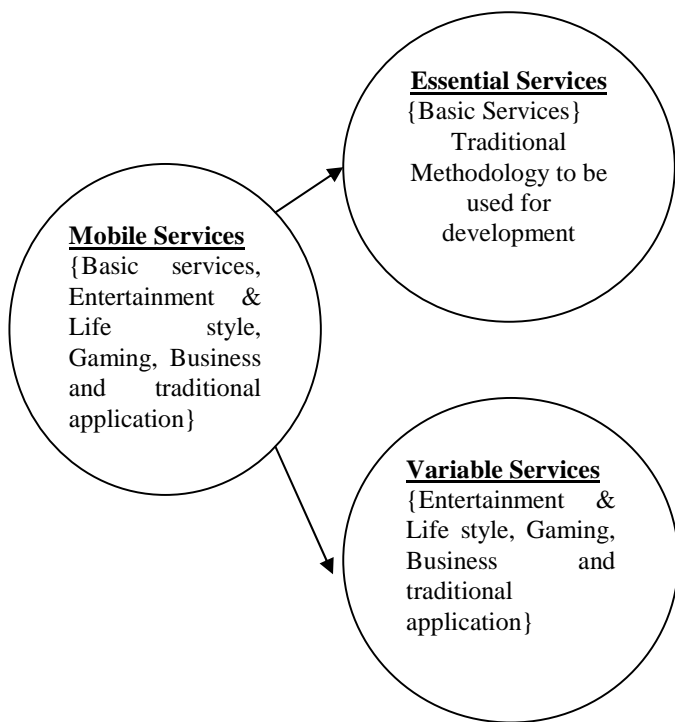 Essential Services
{Basic Services}
Traditional
Methodology to be
used for
development
Mobile Services
{Basic services,
Entertainment &
Life style,
Gaming, Business
and traditional
application}
Variable Services
{Entertainment &
Life style, Gaming,
Business and
traditional
application}